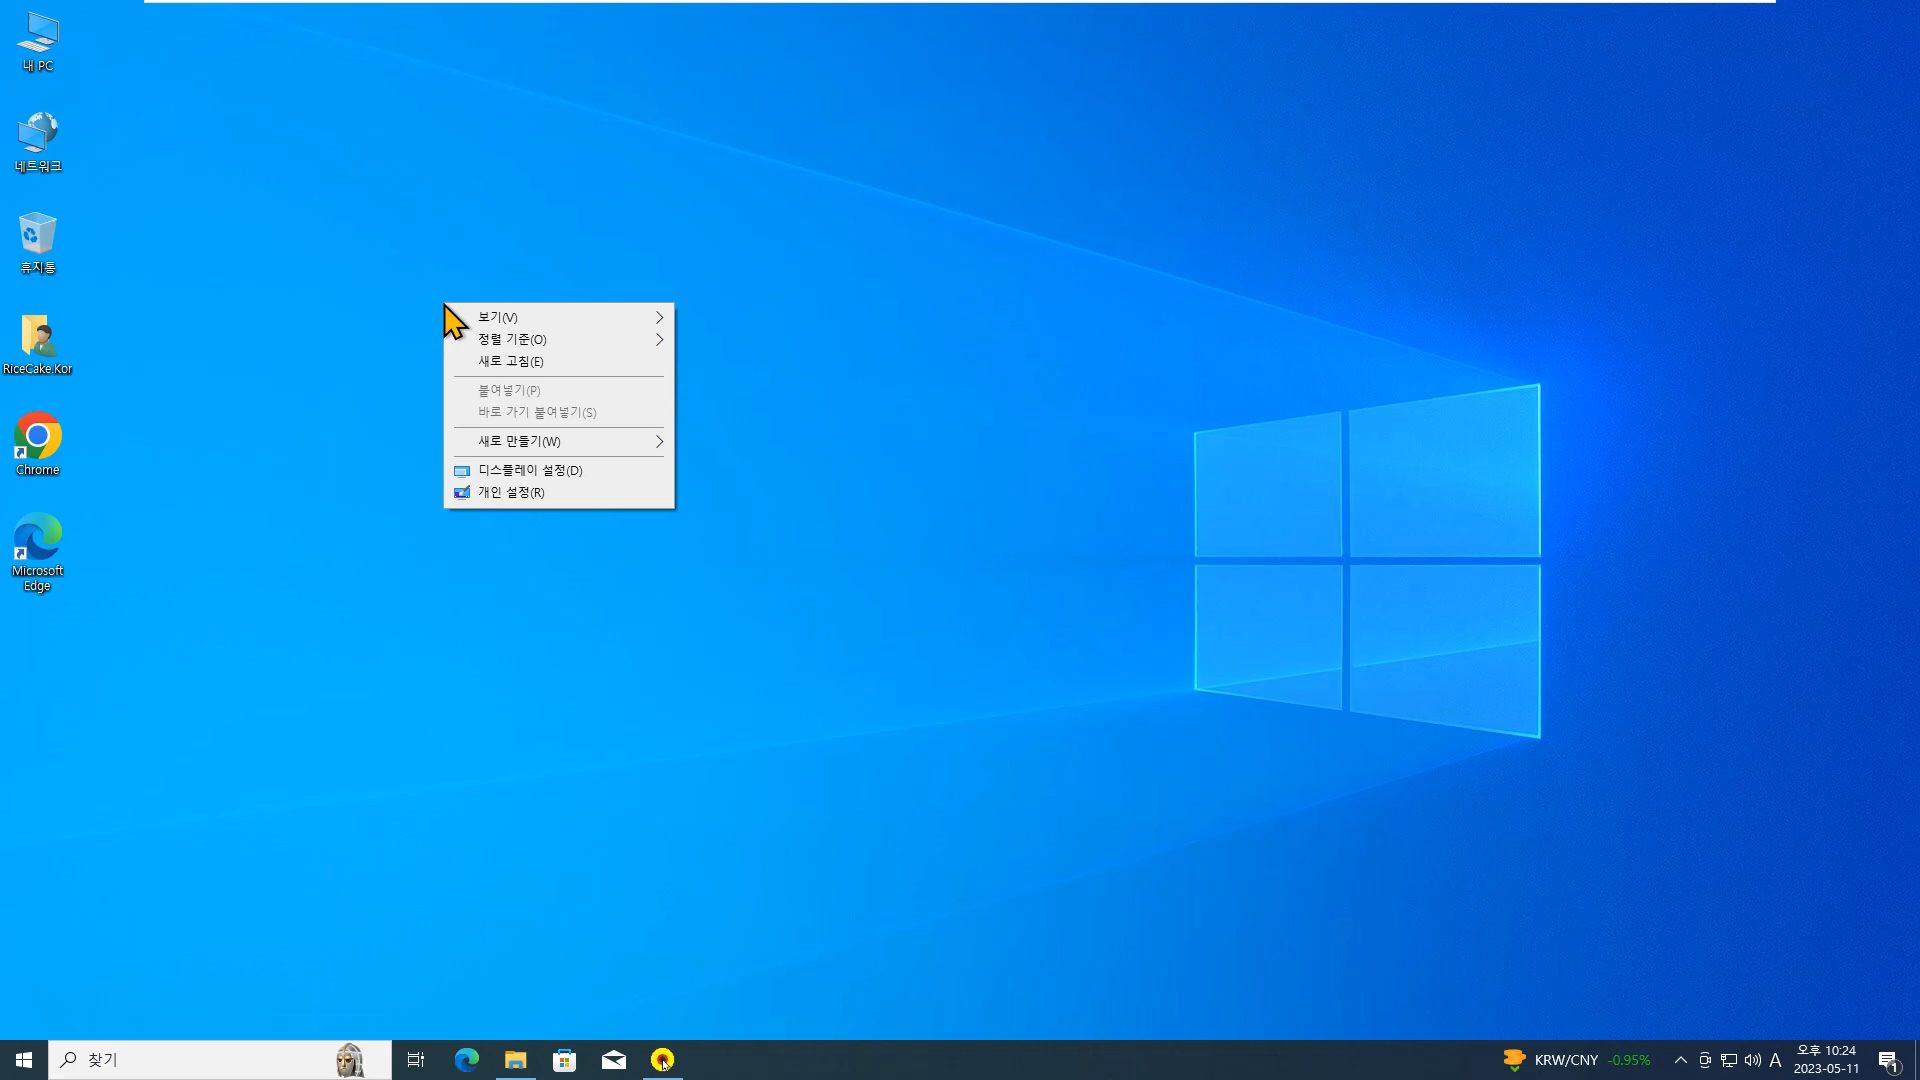 내 PC
네트워크
휴지통
RiceCake.Kor
Chrome
Microsoft
Edge
보기(V)
정렬 기준(O)
새로 고침(E)
붙여넣기(P)
바로 가기 붙여넣기(S)
새로 만들기(W)
디스플레이 설정(D)
개인 설정(R)
찾기
KRW/CNY -0.95%
A
오후 10:24
2023-05-11
1